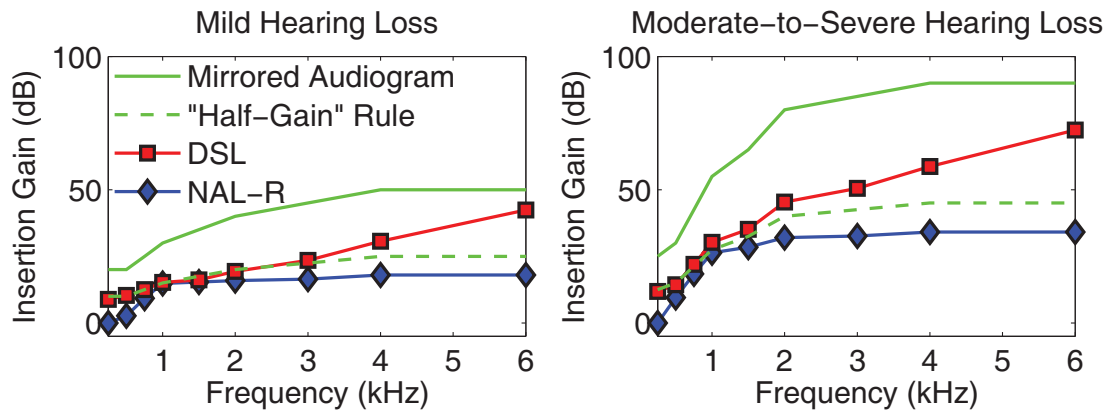 Mild Hearing Loss
Insertion Gain (dB)
100
50
0
Mirrored Audiogram
"Half−Gain" Rule
DSL
NAL−R
1 2 3 4 5 6
Frequency (kHz)
Moderate−to−Severe Hearing Loss
Insertion Gain (dB)
100
50
0
1 2 3 4 5 6
Frequency (kHz)